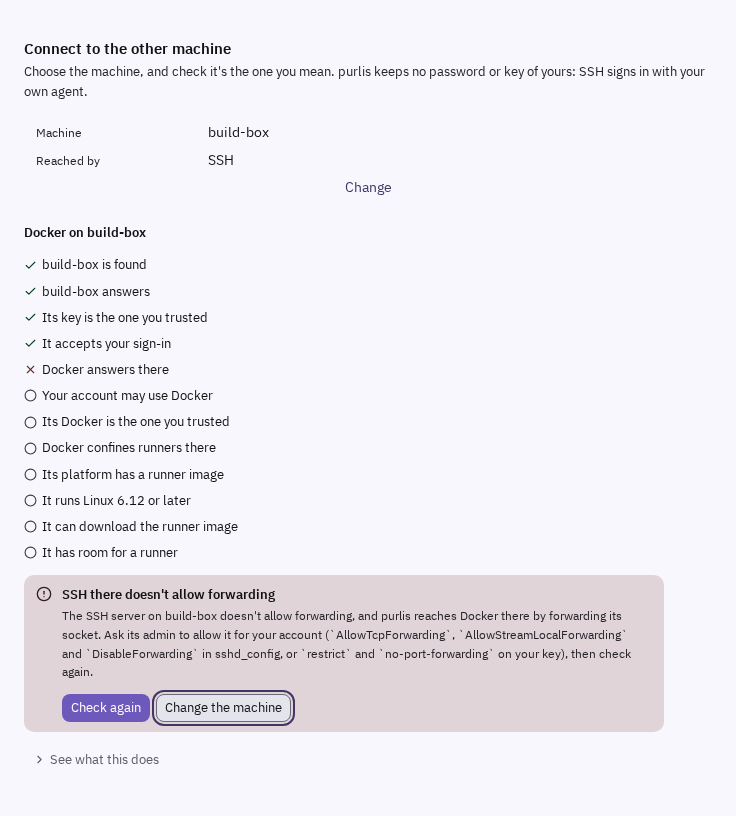 Connect to the other machine
Choose the machine, and check it's the one you mean. purlis keeps no password or key of yours: SSH signs in with your
own agent.
Machine build-box
Reached by SSH
Change
Docker on build-box
build-box is found
build-box answers
Its key is the one you trusted
It accepts your sign-in
Docker answers there
Your account may use Docker
Its Docker is the one you trusted
Docker confines runners there
Its platform has a runner image
It runs Linux 6.12 or later
It can download the runner image
It has room for a runner
SSH there doesn't allow forwarding
The SSH server on build-box doesn't allow forwarding, and purlis reaches Docker there by forwarding its
socket. Ask its admin to allow it for your account (`AllowTcpForwarding`, `AllowStreamLocalForwarding`
and `DisableForwarding` in sshd_config, or `restrict` and `no-port-forwarding` on your key), then check
again.
Check again Change the machine
See what this does